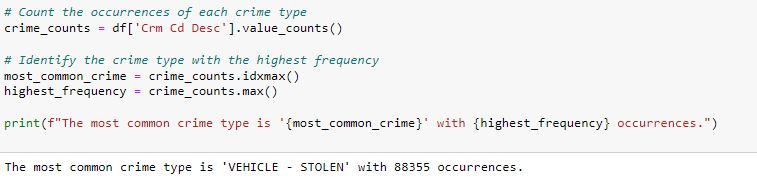 # Count the occurrences of each crime type
crime_counts = df['Crm Cd Desc'].value_counts()
# Identify the crime type with the highest frequency
most_common_crime = crime_counts.idxmax()
highest_frequency = crime_counts.max()
print(f"The most common crime type is '{most_common_crime}' with {highest_frequency} occurrences.")
The most common crime type is 'VEHICLE - STOLEN' with 88355 occurrences.